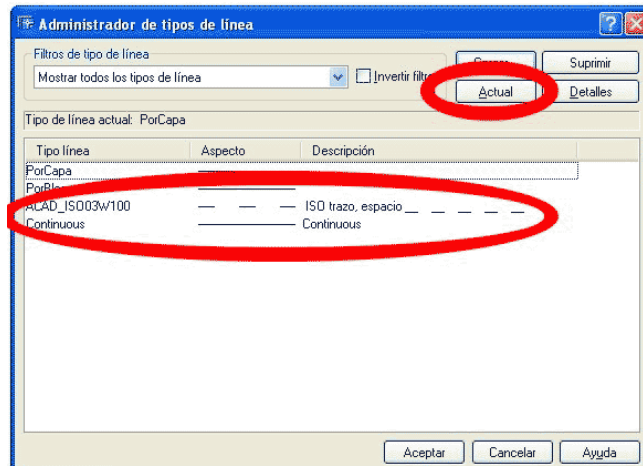 Administrador de tipos de línea
Filtros de tipo de línea
Mostrar todos los tipos de línea
Invertir filtro
Suprimir
Actual
Detalles
Tipo de línea actual: PorCapa
Tipo línea Aspecto Descripción
PorCapa
ACAD_ISO03W100 ISO trazo, espacio
Continuous Continuous
Aceptar Cancelar Ayuda